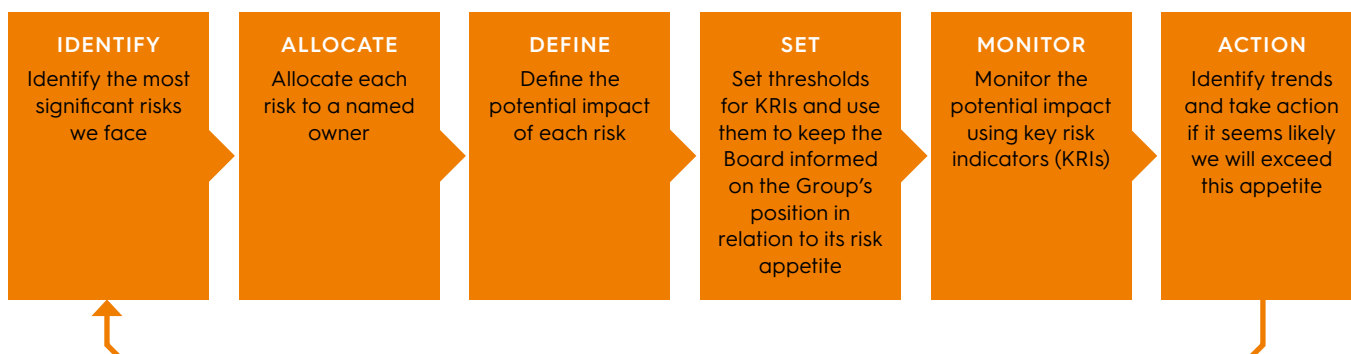 IDENTIFY
Identify the most
significant risks
we face
ALLOCATE
Allocate each
risk to a named
owner
DEFINE
Define the
potential impact
of each risk
SET
Set thresholds
for KRIs and use
them to keep the
Board informed
on the Group’s
position in
relation to its risk
appetite
MONITOR
Monitor the
potential impact
using key risk
indicators (KRIs)
ACTION
Identify trends
and take action
if it seems likely
we will exceed
this appetite